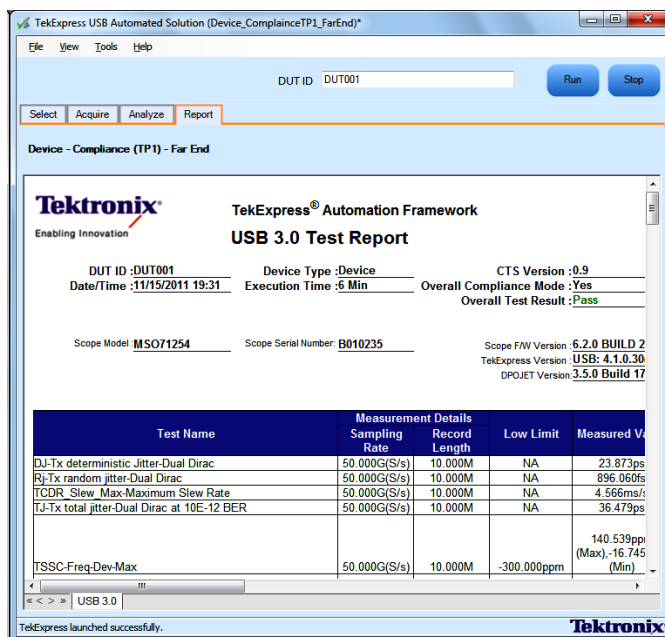 TekExpress USB Automated Solution (Device_ComplainceTP1_FarEnd)*
File View Tools Help
DUT ID DUT001 Run Stop
Select Acquire Analyze Report
Device - Compliance (TP1) - Far End
Tektronix®
Enabling Innovation
TekExpress® Automation Framework
USB 3.0 Test Report
DUT ID :DUT001 Device Type :Device CTS Version :0.9
Date/Time :11/15/2011 19:31 Execution Time :6 Min Overall Compliance Mode :Yes
Overall Test Result :Pass
Scope Model :MSO71254 Scope Serial Number: B010235 Scope F/W Version :6.2.0 BUILD 2
TekExpress Version :USB: 4.1.0.30
DPOJET Version:3.5.0 Build 17
Measurement Details
Test Name Sampling Rate Record Length Low Limit Measured Va
DJ-Tx deterministic Jitter-Dual Dirac 50.000G(S/s) 10.000M NA 23.873ps
Rj-Tx random jitter-Dual Dirac 50.000G(S/s) 10.000M NA 896.060fs
TCDR_Slew_Max-Maximum Slew Rate 50.000G(S/s) 10.000M NA 4.566ms/
TJ-Tx total jitter-Dual Dirac at 10E-12 BER 50.000G(S/s) 10.000M NA 36.479ps
140.539pp
(Max),-16.745
TSSC-Freq-Dev-Max 50.000G(S/s) 10.000M -300.000ppm (Min)
« < > » USB 3.0
TekExpress launched successfully. Tektronix